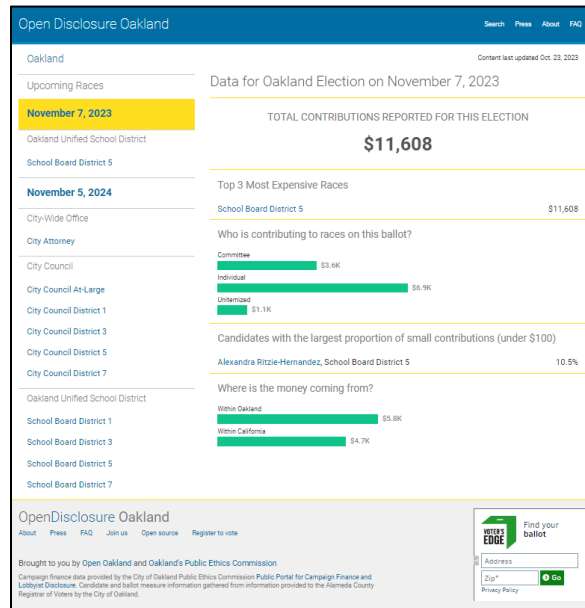 Open Disclosure Oakland
Search Press About FAQ
Content last updated Oct. 23, 2023
Oakland
Upcoming Races
November 7, 2023
Oakland Unified School District
School Board District 5
November 5, 2024
City-Wide Office
City Attorney
City Council
City Council At-Large
City Council District 1
City Council District 3
City Council District 5
City Council District 7
Oakland Unified School District
School Board District 1
School Board District 3
School Board District 5
School Board District 7
Data for Oakland Election on November 7, 2023
TOTAL CONTRIBUTIONS REPORTED FOR THIS ELECTION
$11,608
Top 3 Most Expensive Races
School Board District 5 $11,608
Who is contributing to races on this ballot?
Committee
$3.6K
Individual
$6.9K
Unitemized
$1.1K
Candidates with the largest proportion of small contributions (under $100)
Alexandra Ritzie-Hernandez, School Board District 5 10.5%
Where is the money coming from?
Within Oakland
$5.8K
Within California
$4.7K
OpenDisclosure Oakland
About Press FAQ Join us Open source Register to vote
Brought to you by Open Oakland and Oakland's Public Ethics Commission
Campaign finance data provided by the City of Oakland Public Ethics Commission Public Portal for Campaign Finance and
Lobbyist Disclosure. Candidate and ballot measure information gathered from information provided to the Alameda County
Registrar of Voters by the City of Oakland.
VOTER'S
EDGE
Find your
ballot
Address
Zip*
Go
Privacy Policy